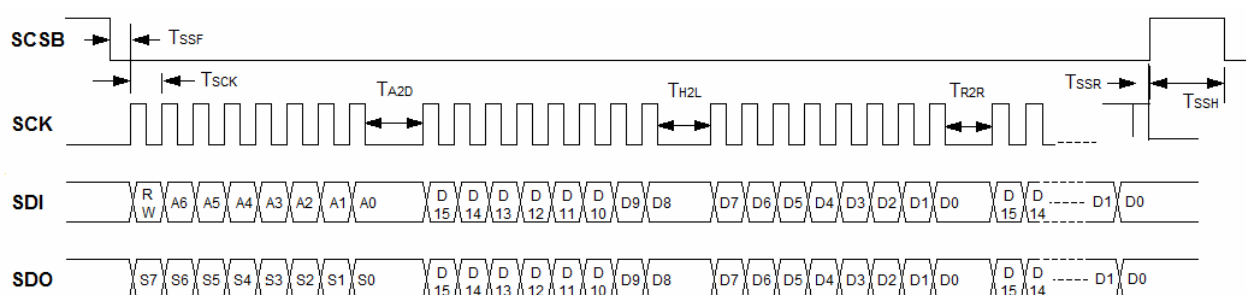 SCSB TSSF
TSCK TA2D TH2L TR2R TSSR TSSH
SCK
SDI R W A6 A5 A4 A3 A2 A1 A0 D 15 D 14 D 13 D 12 D 11 D 10 D9 D8 D7 D6 D5 D4 D3 D2 D1 D0 D 15 D 14 D1 D0
SDO S7 S6 S5 S4 S3 S2 S1 S0 D 15 D 14 D 13 D 12 D 11 D 10 D9 D8 D7 D6 D5 D4 D3 D2 D1 D0 D 15 D 14 D1 D0